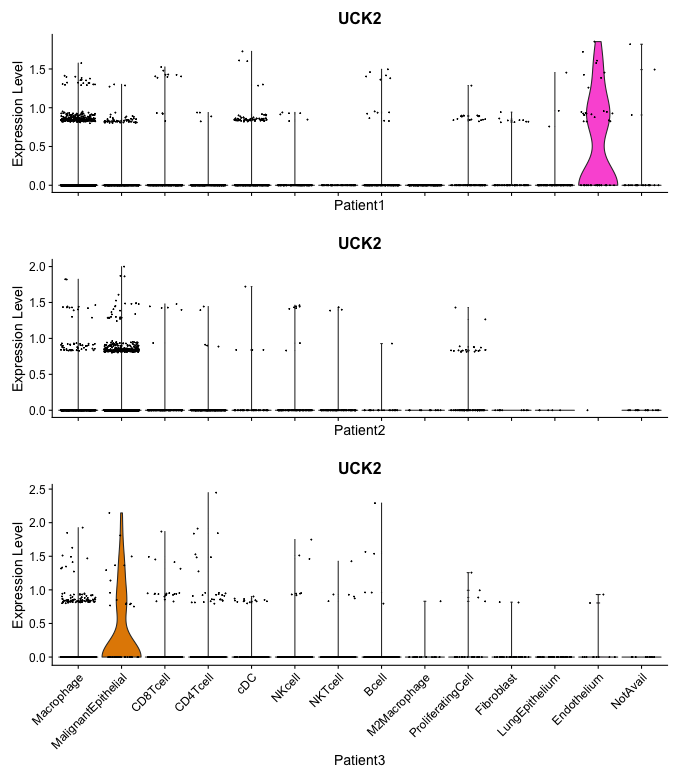 UCK2
Expression Level
1.5
1.0
0.5
0.0
Patient1
UCK2
Expression Level
2.0
1.5
1.0
0.5
0.0
Patient2
UCK2
Expression Level
2.5
2.0
1.5
1.0
0.5
0.0
Macrophage
MalignantEpithelial
CD8Tcell
CD4Tcell
cDC
NKcell
NKTcell
Bcell
M2Macrophage
ProliferatingCell
Fibroblast
LungEpithelium
Endothelium
NotAvail
Patient3